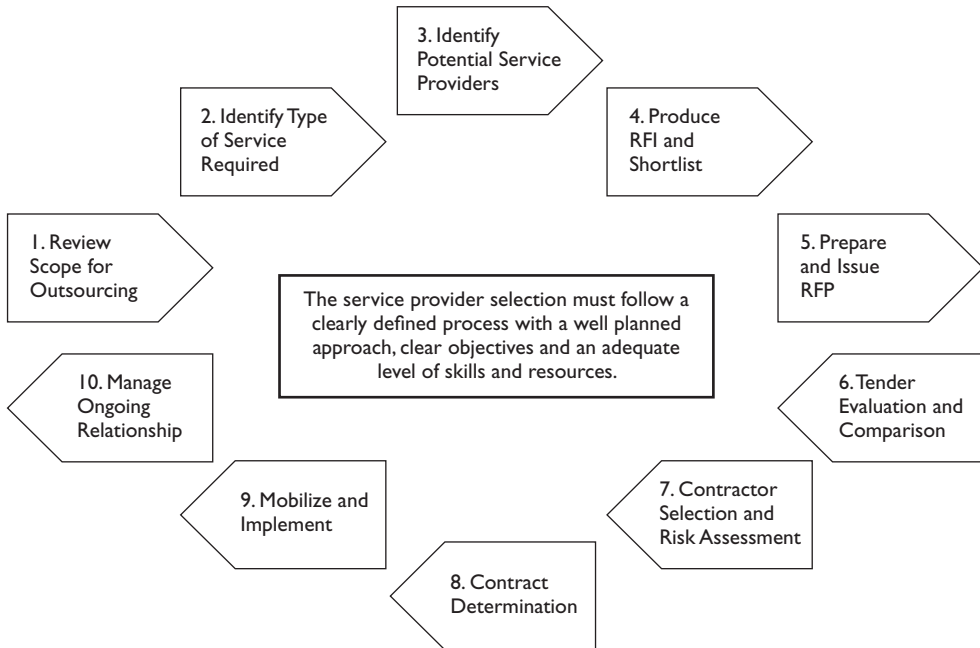 3. Identify
Potential Service
Providers
2. Identify Type
of Service
Required
4. Produce
RFI and
Shortlist
1. Review
Scope for
Outsourcing
5. Prepare
and Issue
RFP
The service provider selection must follow a
clearly defined process with a well planned
approach, clear objectives and an adequate
level of skills and resources.
10. Manage
Ongoing
Relationship
6. Tender
Evaluation and
Comparison
9. Mobilize and
Implement
7. Contractor
Selection and
Risk Assessment
8. Contract
Determination